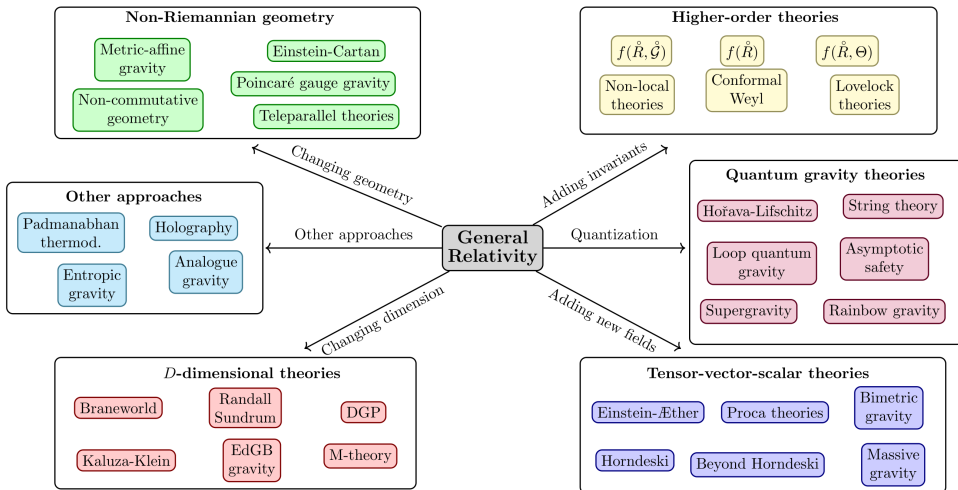 Non-Riemannian geometry
Metric-affine
gravity
Einstein-Cartan
Poincaré gauge gravity
Non-commutative
geometry
Teleparallel theories
Higher-order theories
f(R̊, 𝒢̊)
f(R̊)
f(R̊, Θ)
Non-local
theories
Conformal
Weyl
Lovelock
theories
Changing geometry
Adding invariants
Other approaches
Padmanabhan
thermod.
Holography
Entropic
gravity
Analogue
gravity
Other approaches
General
Relativity
Quantization
Quantum gravity theories
Hořava-Lifschitz
String theory
Loop quantum
gravity
Asymptotic
safety
Supergravity
Rainbow gravity
Changing dimension
Adding new fields
D-dimensional theories
Braneworld
Randall
Sundrum
DGP
Kaluza-Klein
EdGB
gravity
M-theory
Tensor-vector-scalar theories
Einstein-Æther
Proca theories
Bimetric
gravity
Horndeski
Beyond Horndeski
Massive
gravity